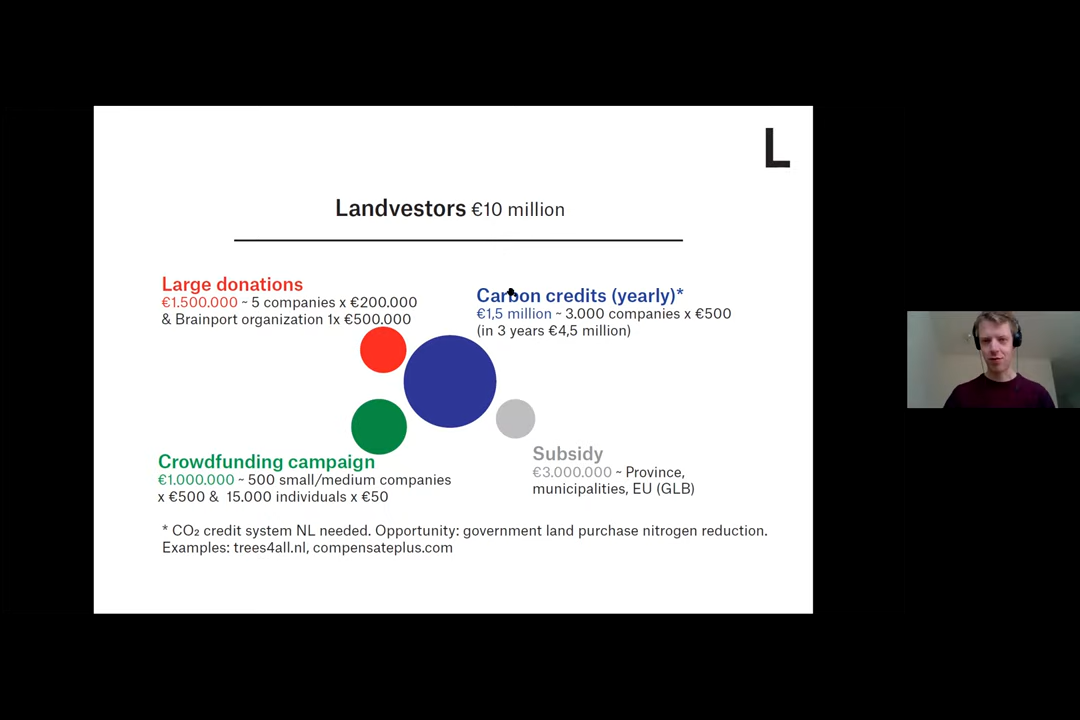 L
Landvestors €10 million
Large donations
€1.500.000 ~ 5 companies x €200.000
& Brainport organization 1x €500.000
Carbon credits (yearly)*
€1,5 million ~ 3.000 companies x €500
(in 3 years €4,5 million)
Crowdfunding campaign
€1.000.000 ~ 500 small/medium companies
x €500 & 15.000 individuals x €50
Subsidy
€3.000.000 ~ Province,
municipalities, EU (GLB)
* CO₂ credit system NL needed. Opportunity: government land purchase nitrogen reduction.
Examples: trees4all.nl, compensateplus.com